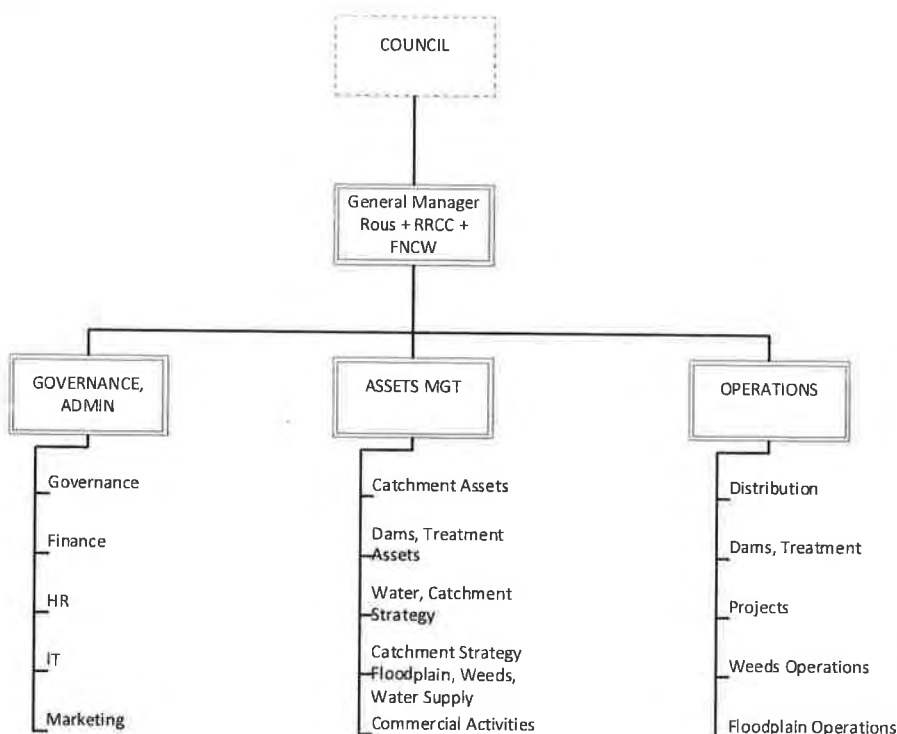 COUNCIL
General Manager
Rous + RRCC +
FNCW
GOVERNANCE,
ADMIN
Governance
Finance
HR
IT
Marketing
ASSETS MGT
Catchment Assets
Dams, Treatment
Assets
Water, Catchment
Strategy
Catchment Strategy
Floodplain, Weeds,
Water Supply
Commercial Activities
OPERATIONS
Distribution
Dams, Treatment
Projects
Weeds Operations
Floodplain Operations